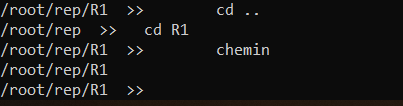 /root/rep/R1 >> cd ..
/root/rep >> cd R1
/root/rep/R1 >> chemin
/root/rep/R1
/root/rep/R1 >>